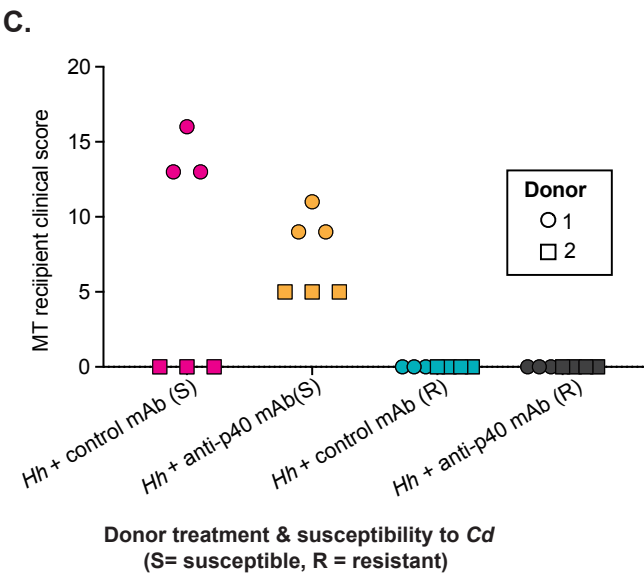 C.
MT reciipient clinical score
20
15
10
5
0
Donor
1
2
Hh + control mAb (S)
Hh + anti-p40 mAb(S)
Hh + control mAb (R)
Hh + anti-p40 mAb (R)
Donor treatment & susceptibility to Cd
(S= susceptible, R = resistant)